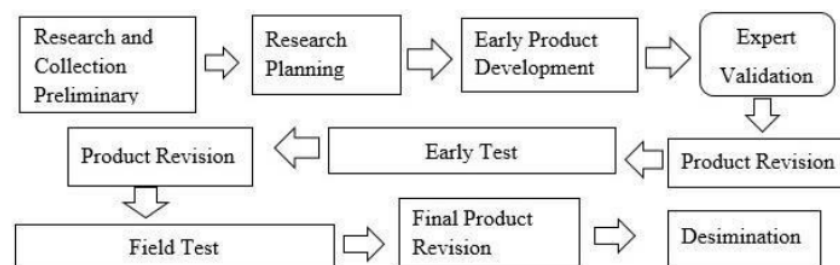 Research and
Collection
Preliminary
Research
Planning
Early Product
Development
Expert
Validation
Product Revision
Early Test
Product Revision
Field Test
Final Product
Revision
Desimination